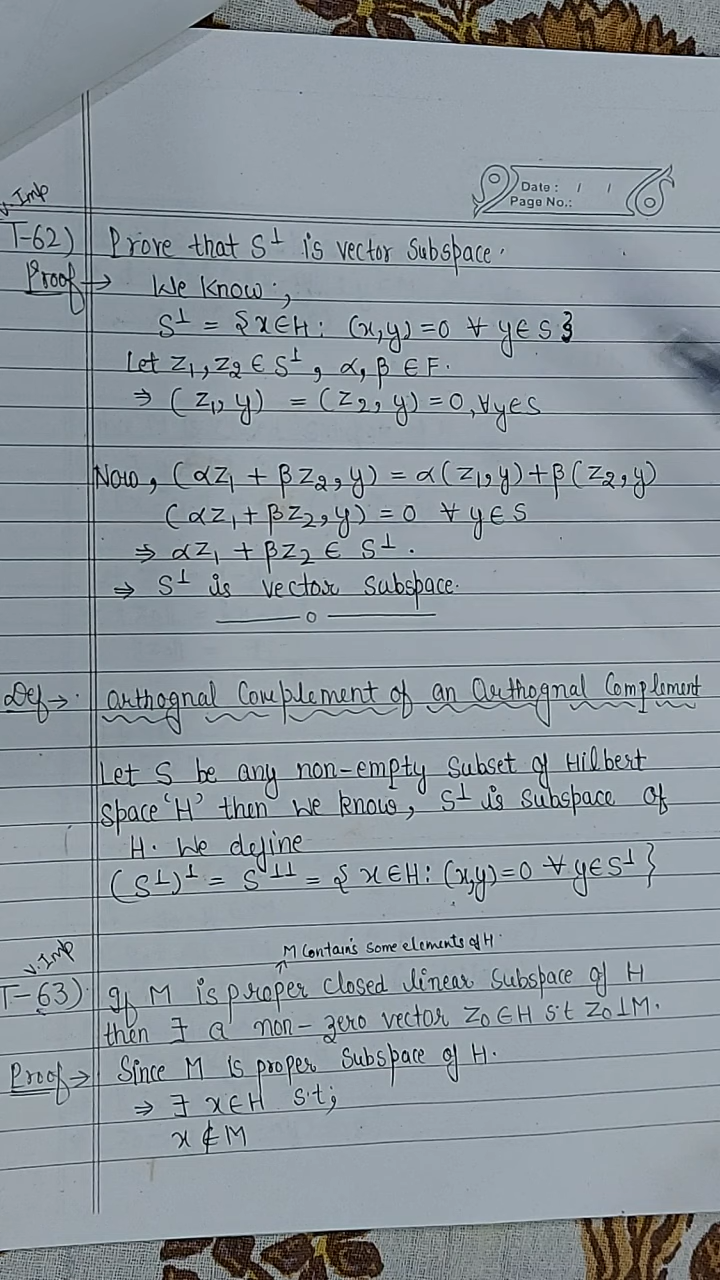 Date : / /
Page No.:
V. Imp
T-62) Prove that S⊥ is vector Subspace.
Proof → We Know :,
S⊥ = {x∈H : (x,y) = 0 ∀ y∈S}
Let z₁, z₂ ∈ S⊥, α, β ∈ F.
⇒ (z₁, y) = (z₂, y) = 0, ∀y∈S
Now, (αz₁ + βz₂, y) = α(z₁, y) + β(z₂, y)
(αz₁ + βz₂, y) = 0 ∀ y∈S
⇒ αz₁ + βz₂ ∈ S⊥.
⇒ S⊥ is vector Subspace.
—— o ——
Def →. Orthognal Complement of an Orthognal Complement
Let S be any non-empty Subset of Hilbert
space 'H' then we know, S⊥ is Subspace of
H. We define
(S⊥)⊥ = S⊥⊥ = {x∈H : (x,y) = 0 ∀ y∈S⊥}
M Contains some elements of H.
V. Imp
T-63) If M is proper closed linear Subspace of H
then ∃ a non-zero vector z₀∈H s.t z₀⊥M.
Proof → Since M is proper Subspace of H.
⇒ ∃ x∈H s.t;
x ∉ M